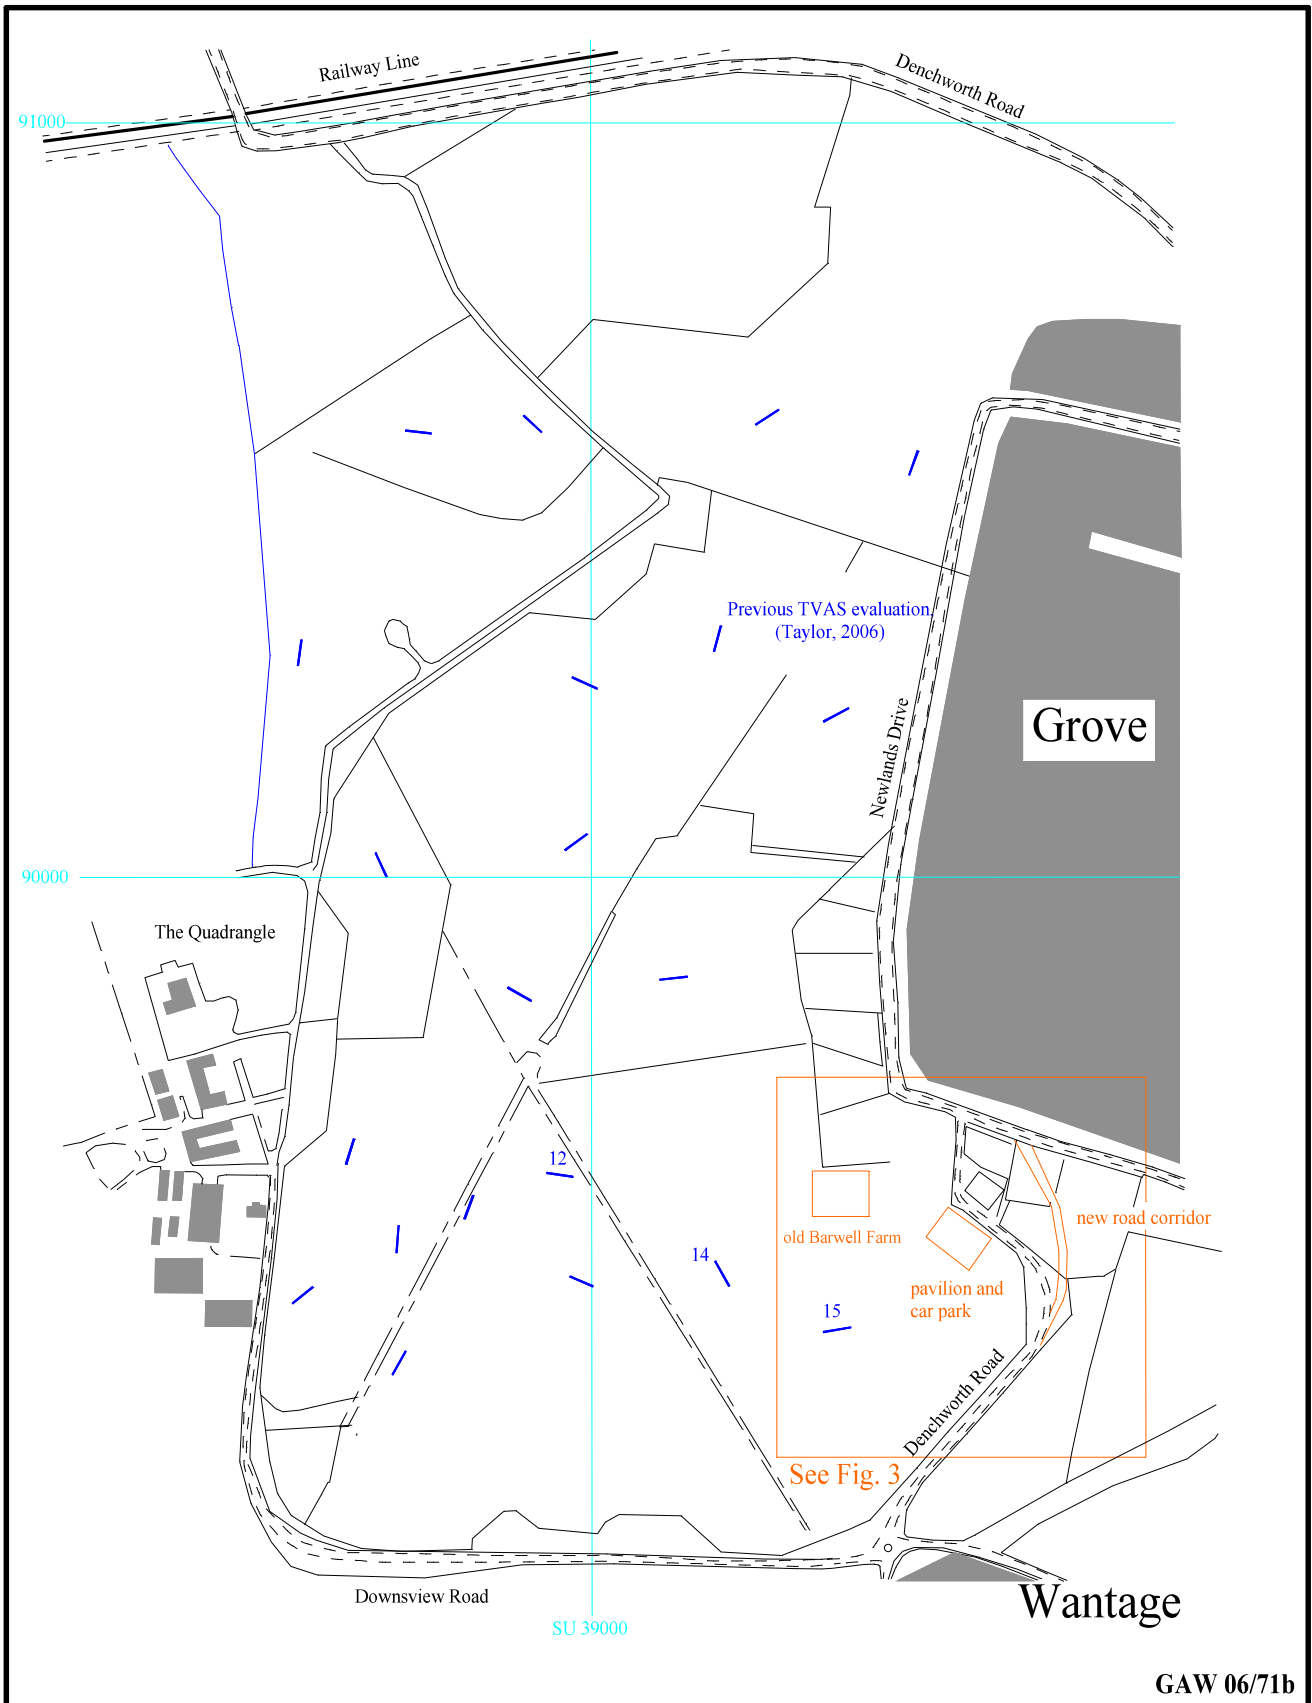 Railway Line
Denchworth Road
91000
Previous TVAS evaluation,
(Taylor, 2006)
Newlands Drive
Grove
90000
The Quadrangle
12
new road corridor
old Barwell Farm
14
pavilion and
car park
15
Denchworth Road
See Fig. 3
Downsview Road
Wantage
SU 39000
GAW 06/71b